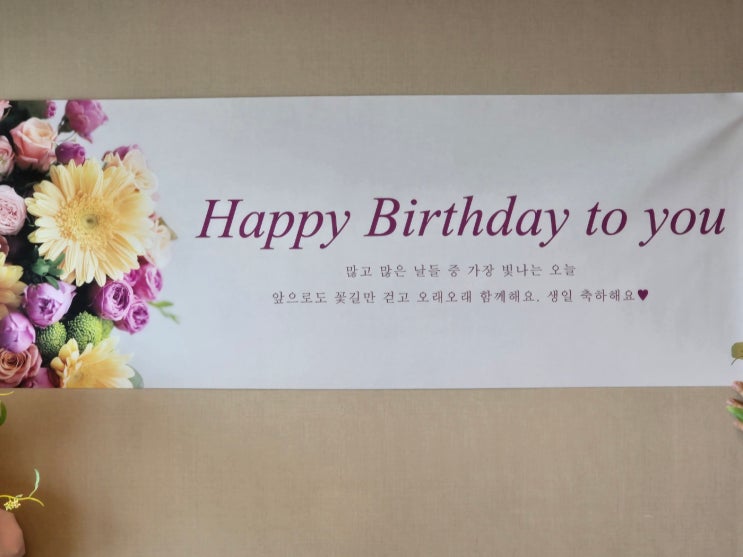 Happy Birthday to you
많고 많은 날들 중 가장 빛나는 오늘
앞으로도 꽃길만 걷고 오래오래 함께해요. 생일 축하해요♥